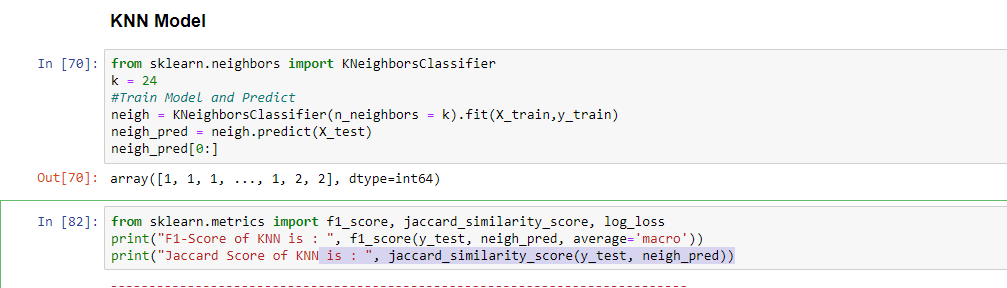 KNN Model
In [70]: from sklearn.neighbors import KNeighborsClassifier
k = 24
#Train Model and Predict
neigh = KNeighborsClassifier(n_neighbors = k).fit(X_train,y_train)
neigh_pred = neigh.predict(X_test)
neigh_pred[0:]
Out[70]: array([1, 1, 1, ..., 1, 2, 2], dtype=int64)
In [82]: from sklearn.metrics import f1_score, jaccard_similarity_score, log_loss
print("F1-Score of KNN is : ", f1_score(y_test, neigh_pred, average='macro'))
print("Jaccard Score of KNN is : ", jaccard_similarity_score(y_test, neigh_pred))